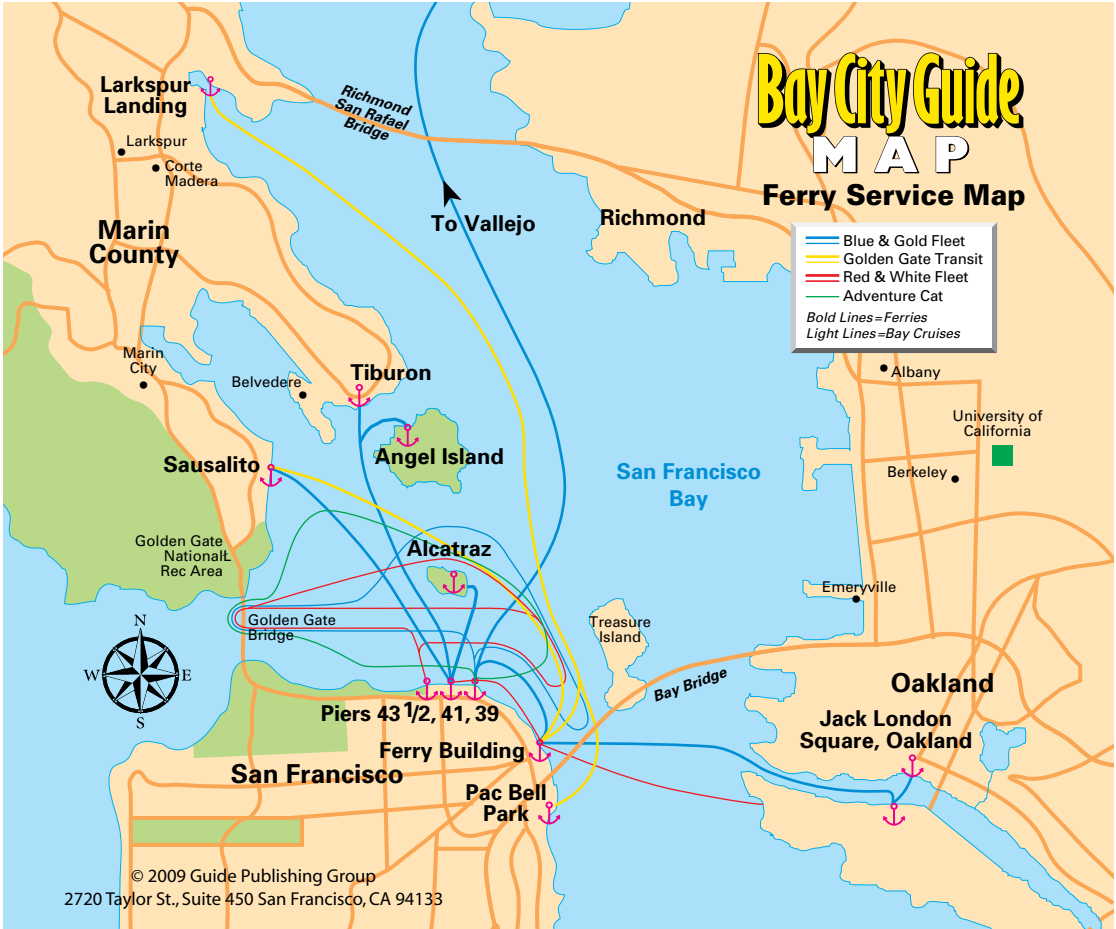 Bay City Guide
MAP
Ferry Service Map
Blue & Gold Fleet
Golden Gate Transit
Red & White Fleet
Adventure Cat
Bold Lines=Ferries
Light Lines=Bay Cruises
Larkspur
Landing
Larkspur
Corte
Madera
Richmond
San Rafael
Bridge
To Vallejo
Richmond
Marin
County
Marin
City
Belvedere
Tiburon
Angel Island
Sausalito
Albany
University of
California
Berkeley
San Francisco
Bay
Golden Gate
National
Rec Area
Alcatraz
Emeryville
Golden Gate
Bridge
Treasure
Island
N
W
E
S
Bay Bridge
Oakland
Jack London
Square, Oakland
Piers 43 1/2, 41, 39
Ferry Building
San Francisco
Pac Bell
Park
© 2009 Guide Publishing Group
2720 Taylor St., Suite 450 San Francisco, CA 94133